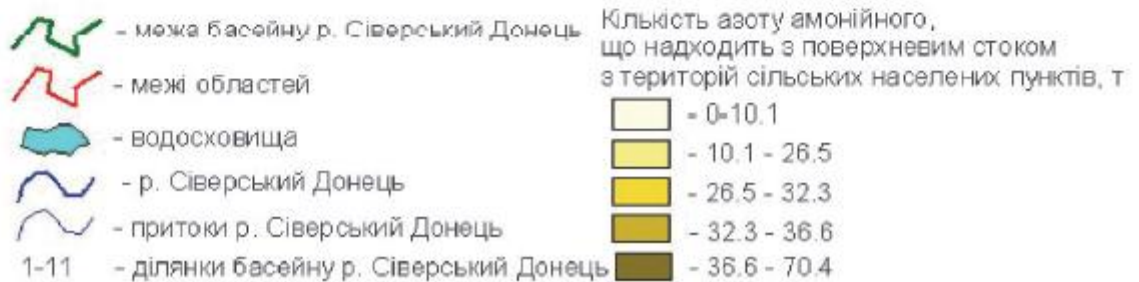 - межа басейну р. Сіверський Донець
- межі областей
- водосховища
- р. Сіверський Донець
- притоки р. Сіверський Донець
1-11 - ділянки басейну р. Сіверський Донець
Кількість азоту амонійного,
що надходить з поверхневим стоком
з територій сільських населених пунктів, т
- 0-10.1
- 10.1 - 26.5
- 26.5 - 32.3
- 32.3 - 36.6
- 36.6 - 70.4